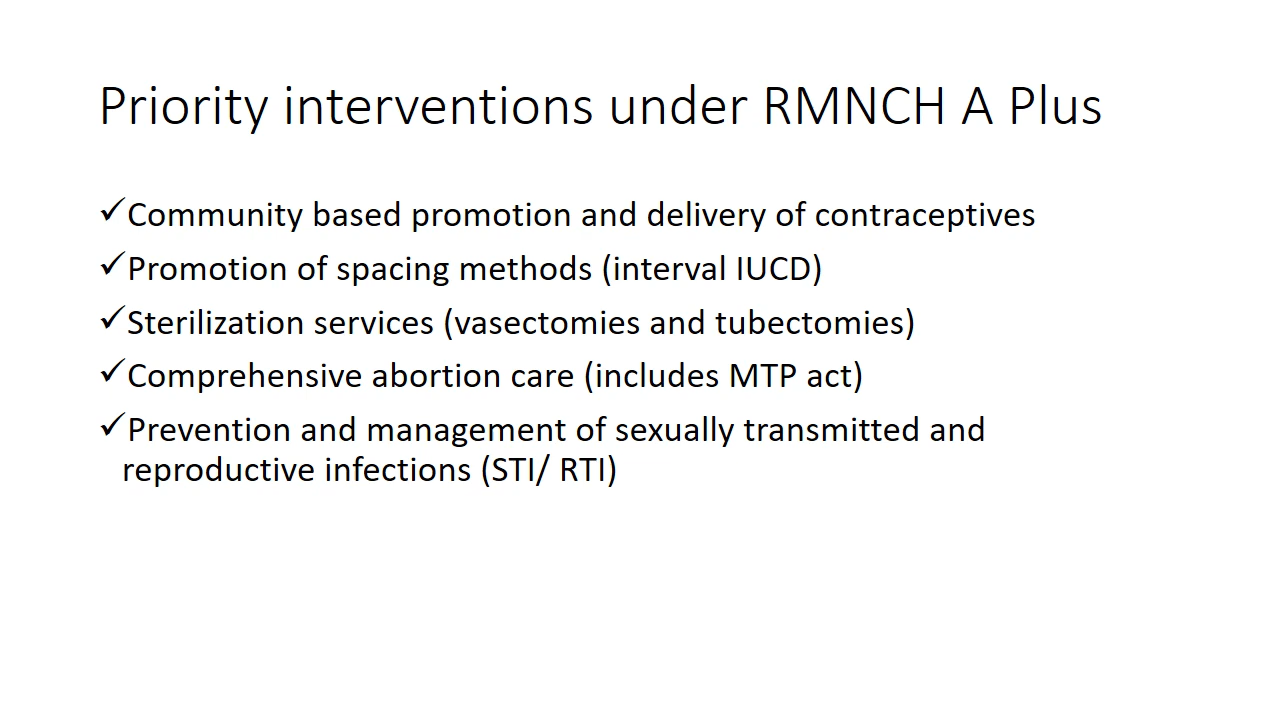 Priority interventions under RMNCH A Plus
✓Community based promotion and delivery of contraceptives
✓Promotion of spacing methods (interval IUCD)
✓Sterilization services (vasectomies and tubectomies)
✓Comprehensive abortion care (includes MTP act)
✓Prevention and management of sexually transmitted and
reproductive infections (STI/ RTI)